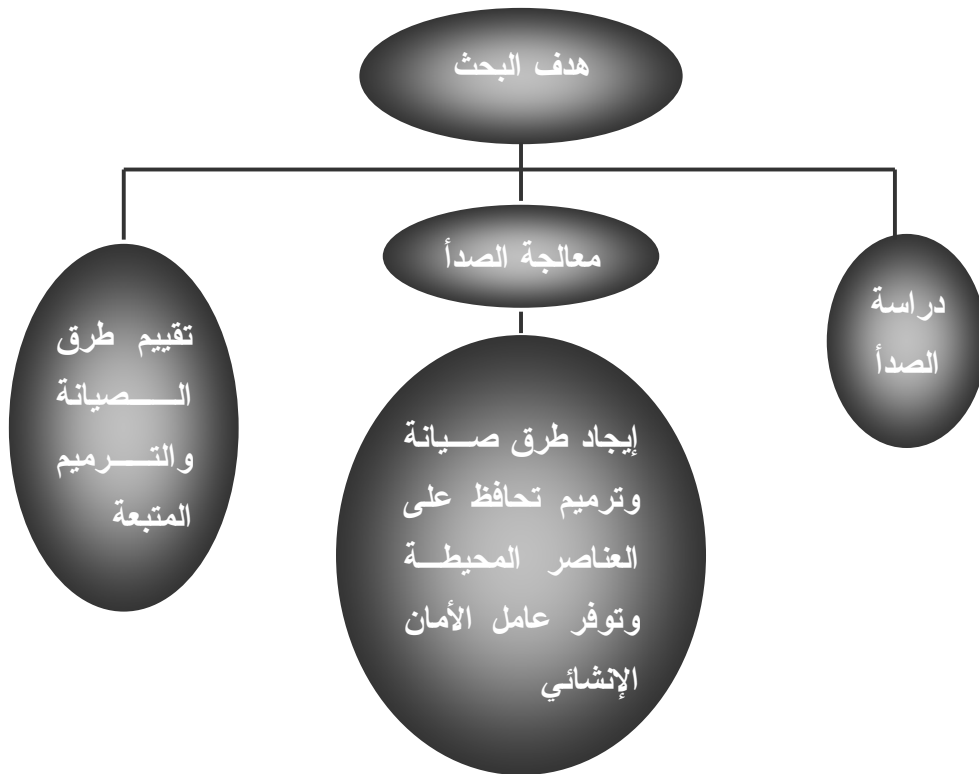 هدف البحث
دراسة
الصدأ
معالجة الصدأ
إيجاد طرق صيانة
وترميم تحافظ على
العناصر المحيطة
وتوفر عامل الأمان
الإنشائي
تقييم طرق
الصيانة
والترميم
المتبعة